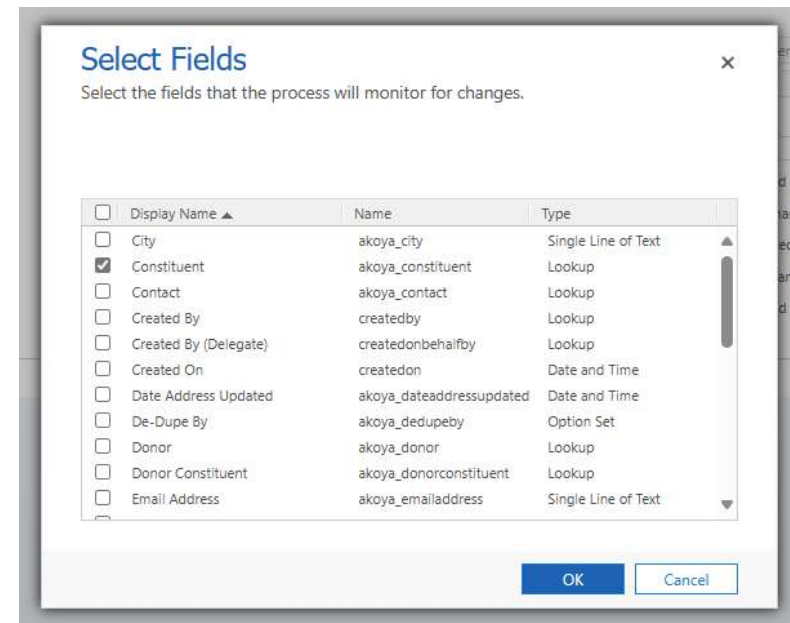 Select Fields
Select the fields that the process will monitor for changes.
Display Name Name Type
City akoya_city Single Line of Text
Constituent akoya_constituent Lookup
Contact akoya_contact Lookup
Created By createdby Lookup
Created By (Delegate) createdonbehalfby Lookup
Created On createdon Date and Time
Date Address Updated akoya_dateaddressupdated Date and Time
De-Dupe By akoya_dedupeby Option Set
Donor akoya_donor Lookup
Donor Constituent akoya_donorconstituent Lookup
Email Address akoya_emailaddress Single Line of Text
OK Cancel